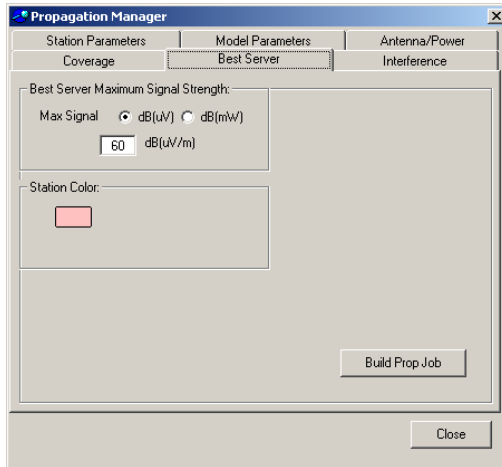 Propagation Manager
Station Parameters Model Parameters Antenna/Power
Coverage Best Server Interference
Best Server Maximum Signal Strength:
Max Signal dB(uV) dB(mW)
60 dB(uV/m)
Station Color:
Build Prop Job
Close